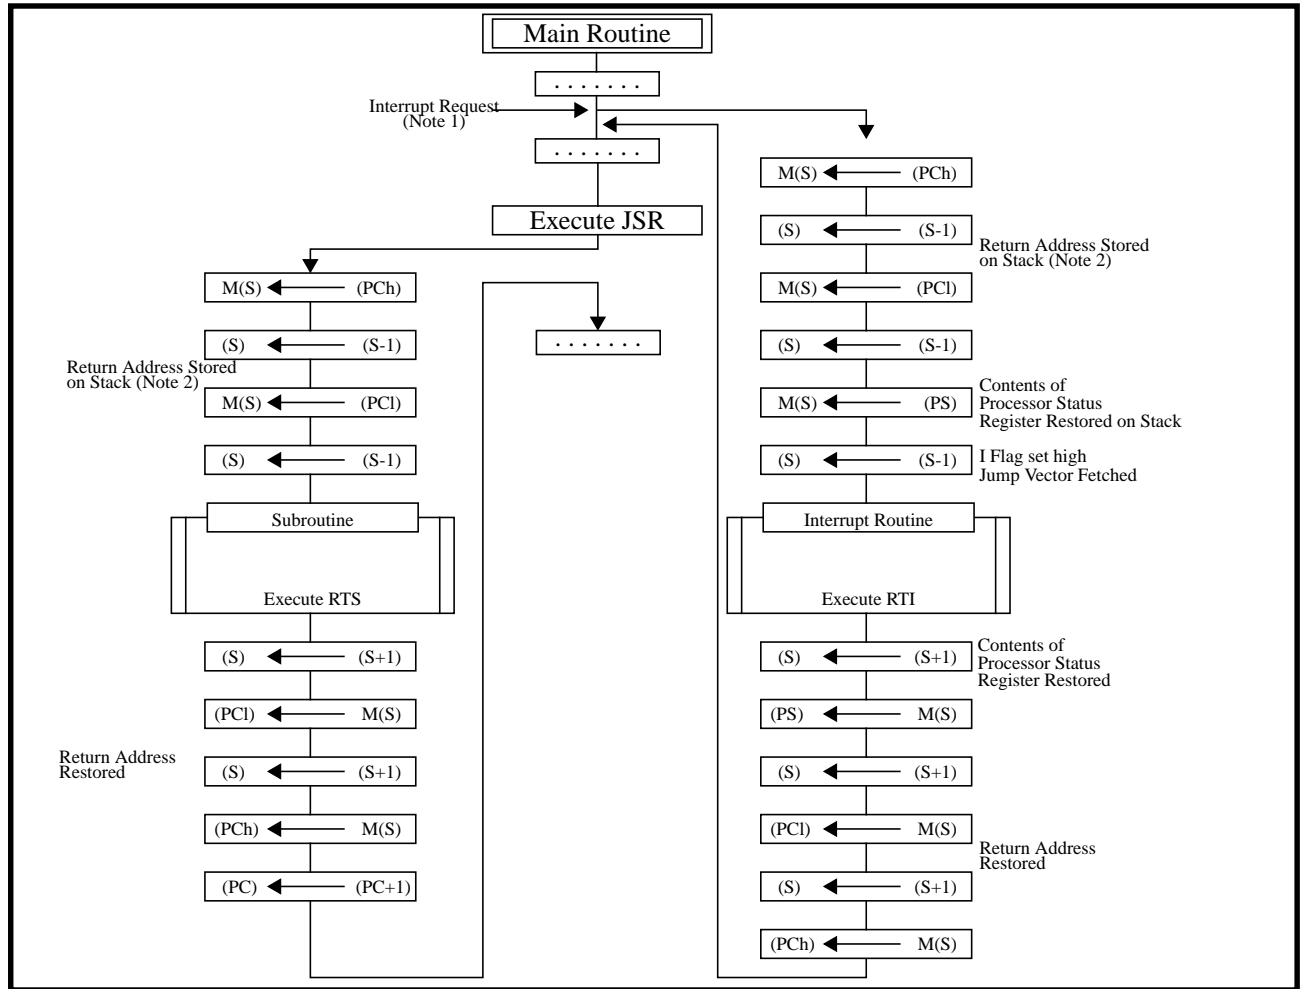 Main Routine
. . . . . . .
Interrupt Request
(Note 1)
. . . . . . .
Execute JSR
M(S) (PCh)
(S) (S-1)
Return Address Stored
on Stack (Note 2)
M(S) (PCl)
(S) (S-1)
Subroutine
Execute RTS
(S) (S+1)
(PCl) M(S)
Return Address
Restored
(S) (S+1)
(PCh) M(S)
(PC) (PC+1)
. . . . . . .
M(S) (PCh)
(S) (S-1)
Return Address Stored
on Stack (Note 2)
M(S) (PCl)
(S) (S-1)
M(S) (PS)
Contents of
Processor Status
Register Restored on Stack
(S) (S-1)
I Flag set high
Jump Vector Fetched
Interrupt Routine
Execute RTI
(S) (S+1)
Contents of
Processor Status
Register Restored
(PS) M(S)
(S) (S+1)
(PCl) M(S)
Return Address
Restored
(S) (S+1)
(PCh) M(S)